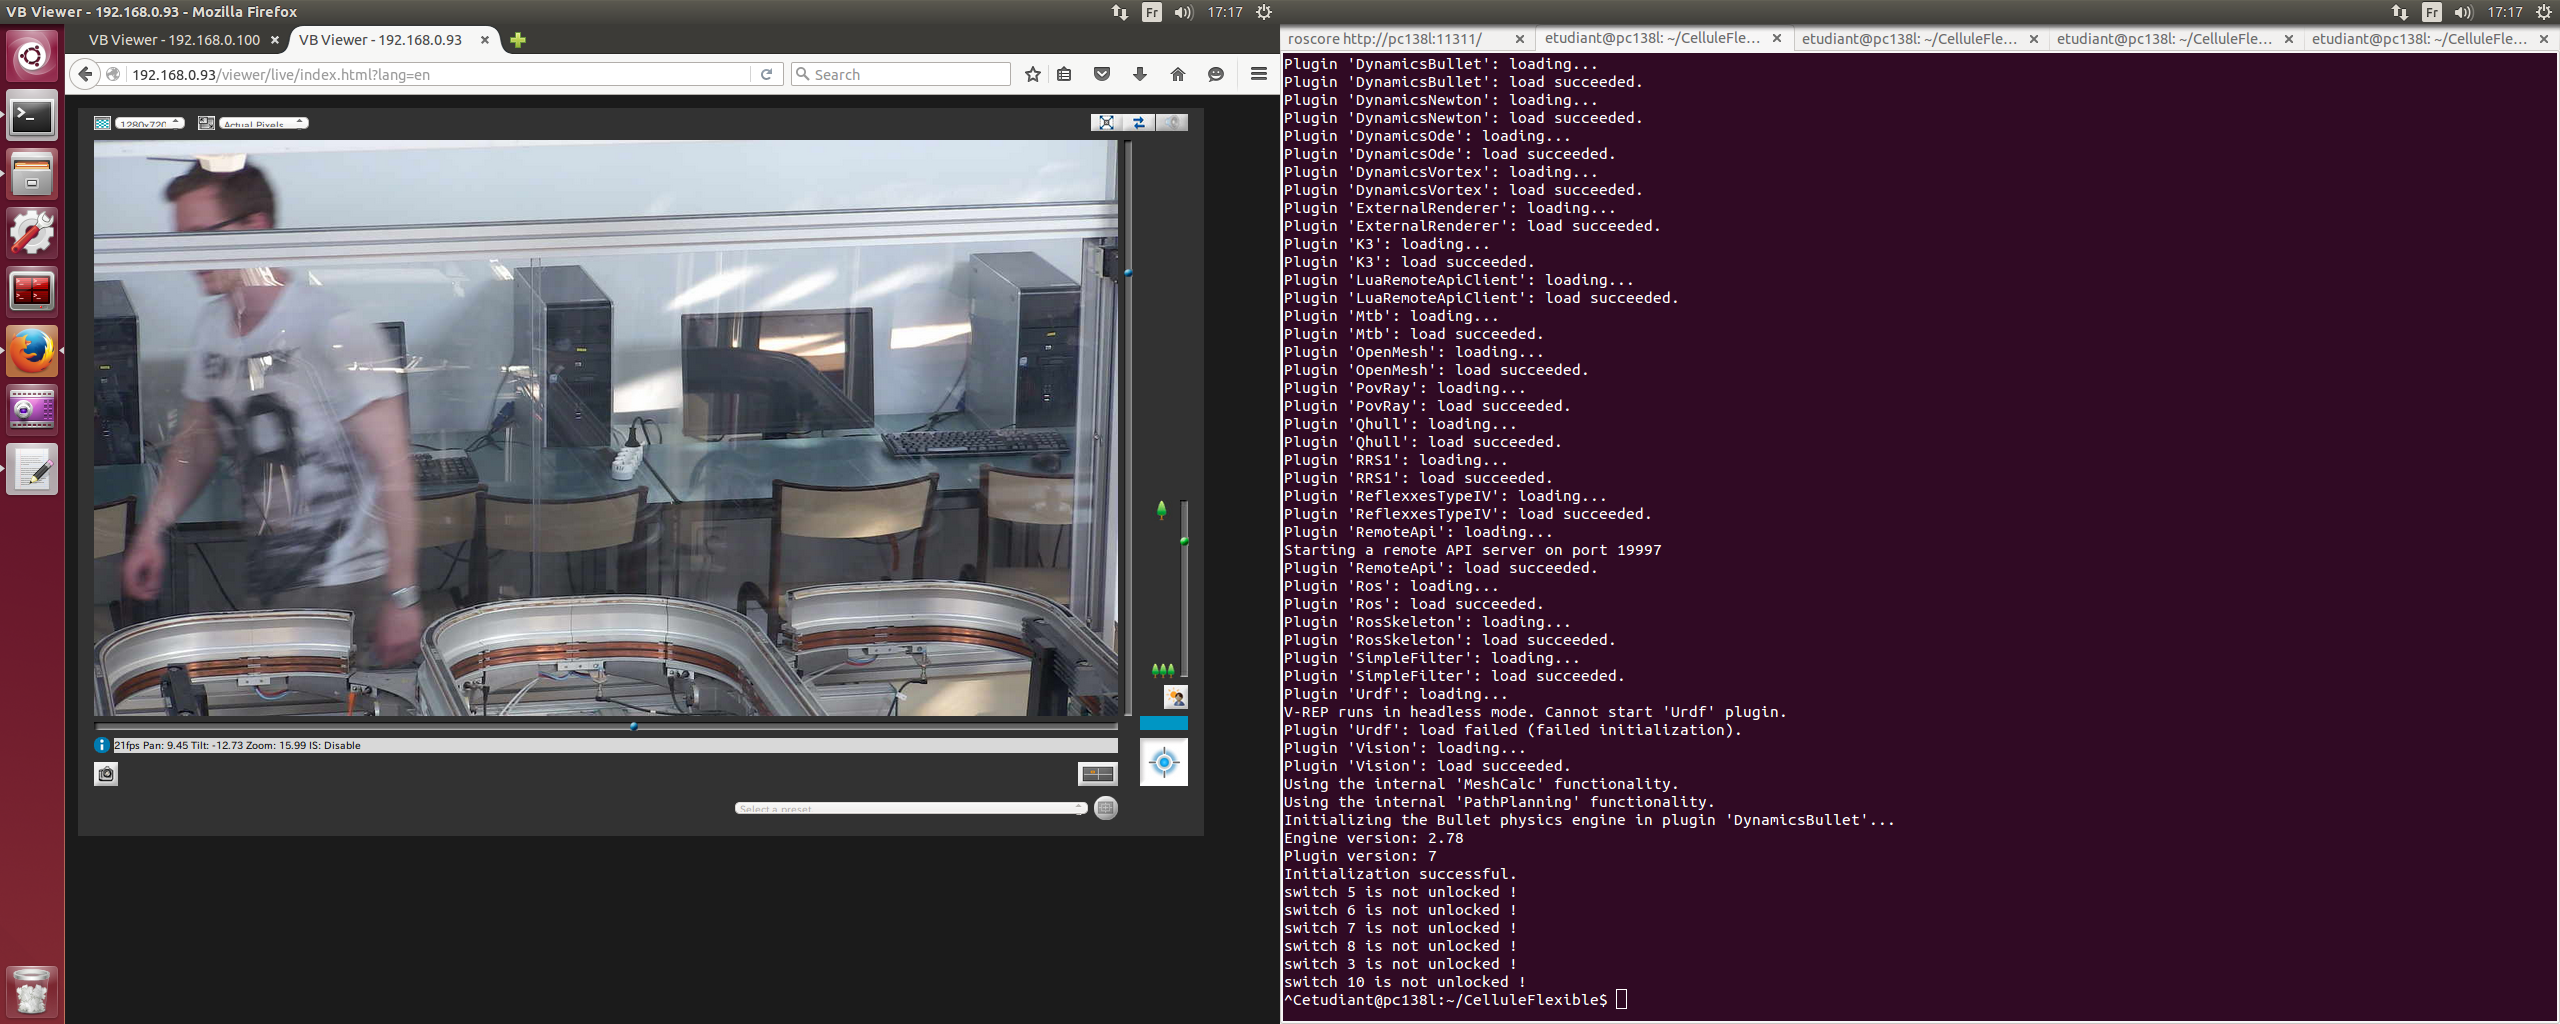 VB Viewer - 192.168.0.93 - Mozilla Firefox
Fr
17:17
Fr
17:17
VB Viewer - 192.168.0.100
VB Viewer - 192.168.0.93
192.168.0.93/viewer/live/index.html?lang=en
Search
1280x720
Actual Pixels
21fps Pan: 9.45 Tilt: -12.73 Zoom: 15.99 IS: Disable
Select a preset
roscore http://pc138l:11311/
etudiant@pc138l: ~/CelluleFle...
etudiant@pc138l: ~/CelluleFle...
etudiant@pc138l: ~/CelluleFle...
etudiant@pc138l: ~/CelluleFle...
Plugin 'DynamicsBullet': loading...
Plugin 'DynamicsBullet': load succeeded.
Plugin 'DynamicsNewton': loading...
Plugin 'DynamicsNewton': load succeeded.
Plugin 'DynamicsOde': loading...
Plugin 'DynamicsOde': load succeeded.
Plugin 'DynamicsVortex': loading...
Plugin 'DynamicsVortex': load succeeded.
Plugin 'ExternalRenderer': loading...
Plugin 'ExternalRenderer': load succeeded.
Plugin 'K3': loading...
Plugin 'K3': load succeeded.
Plugin 'LuaRemoteApiClient': loading...
Plugin 'LuaRemoteApiClient': load succeeded.
Plugin 'Mtb': loading...
Plugin 'Mtb': load succeeded.
Plugin 'OpenMesh': loading...
Plugin 'OpenMesh': load succeeded.
Plugin 'PovRay': loading...
Plugin 'PovRay': load succeeded.
Plugin 'Qhull': loading...
Plugin 'Qhull': load succeeded.
Plugin 'RRS1': loading...
Plugin 'RRS1': load succeeded.
Plugin 'ReflexxesTypeIV': loading...
Plugin 'ReflexxesTypeIV': load succeeded.
Plugin 'RemoteApi': loading...
Starting a remote API server on port 19997
Plugin 'RemoteApi': load succeeded.
Plugin 'Ros': loading...
Plugin 'Ros': load succeeded.
Plugin 'RosSkeleton': loading...
Plugin 'RosSkeleton': load succeeded.
Plugin 'SimpleFilter': loading...
Plugin 'SimpleFilter': load succeeded.
Plugin 'Urdf': loading...
V-REP runs in headless mode. Cannot start 'Urdf' plugin.
Plugin 'Urdf': load failed (failed initialization).
Plugin 'Vision': loading...
Plugin 'Vision': load succeeded.
Using the internal 'MeshCalc' functionality.
Using the internal 'PathPlanning' functionality.
Initializing the Bullet physics engine in plugin 'DynamicsBullet'...
Engine version: 2.78
Plugin version: 7
Initialization successful.
switch 5 is not unlocked !
switch 6 is not unlocked !
switch 7 is not unlocked !
switch 8 is not unlocked !
switch 3 is not unlocked !
switch 10 is not unlocked !
^Cetudiant@pc138l:~/CelluleFlexible$